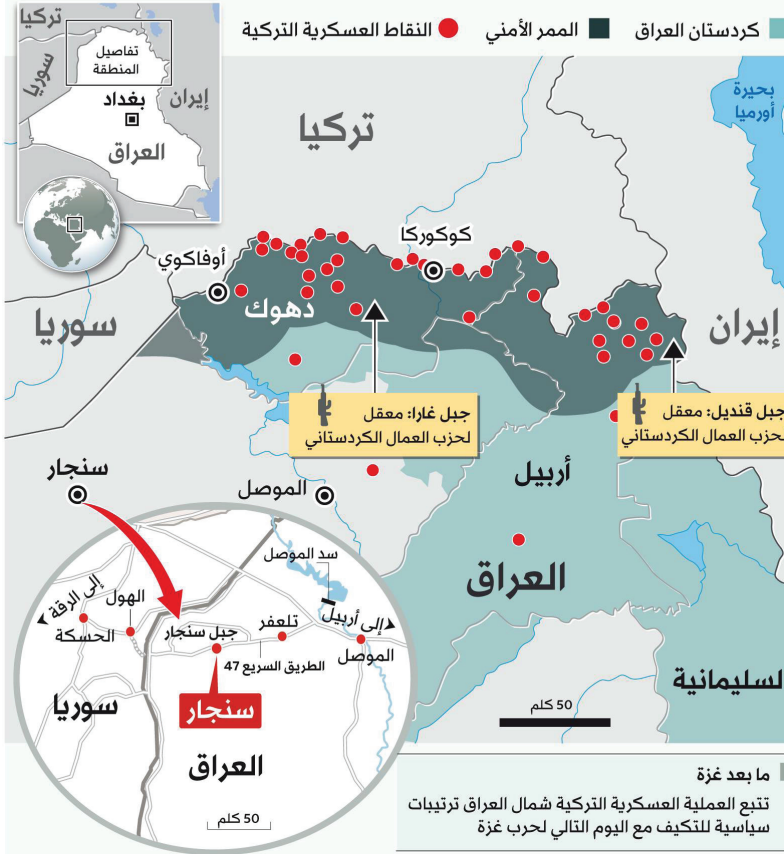 كردستان العراق
الممر الأمني
النقاط العسكرية التركية
تركيا
سوريا
تفاصيل
المنطقة
إيران
بغداد
العراق
بحيرة
أورميا
تركيا
كوكوركا
أوفاكوي
دهوك
سوريا
إيران
جبل غارا: معقل
لحزب العمال الكردستاني
جبل قنديل: معقل
لحزب العمال الكردستاني
سنجار
الموصل
أربيل
العراق
السليمانية
50 كلم
سد الموصل
إلى الرقة
الهول
الحسكة
جبل سنجار
تلعفر
إلى أربيل
الموصل
الطريق السريع 47
سنجار
سوريا
العراق
50 كلم
ما بعد غزة
تتبع العملية العسكرية التركية شمال العراق ترتيبات
سياسية للتكيف مع اليوم التالي لحرب غزة